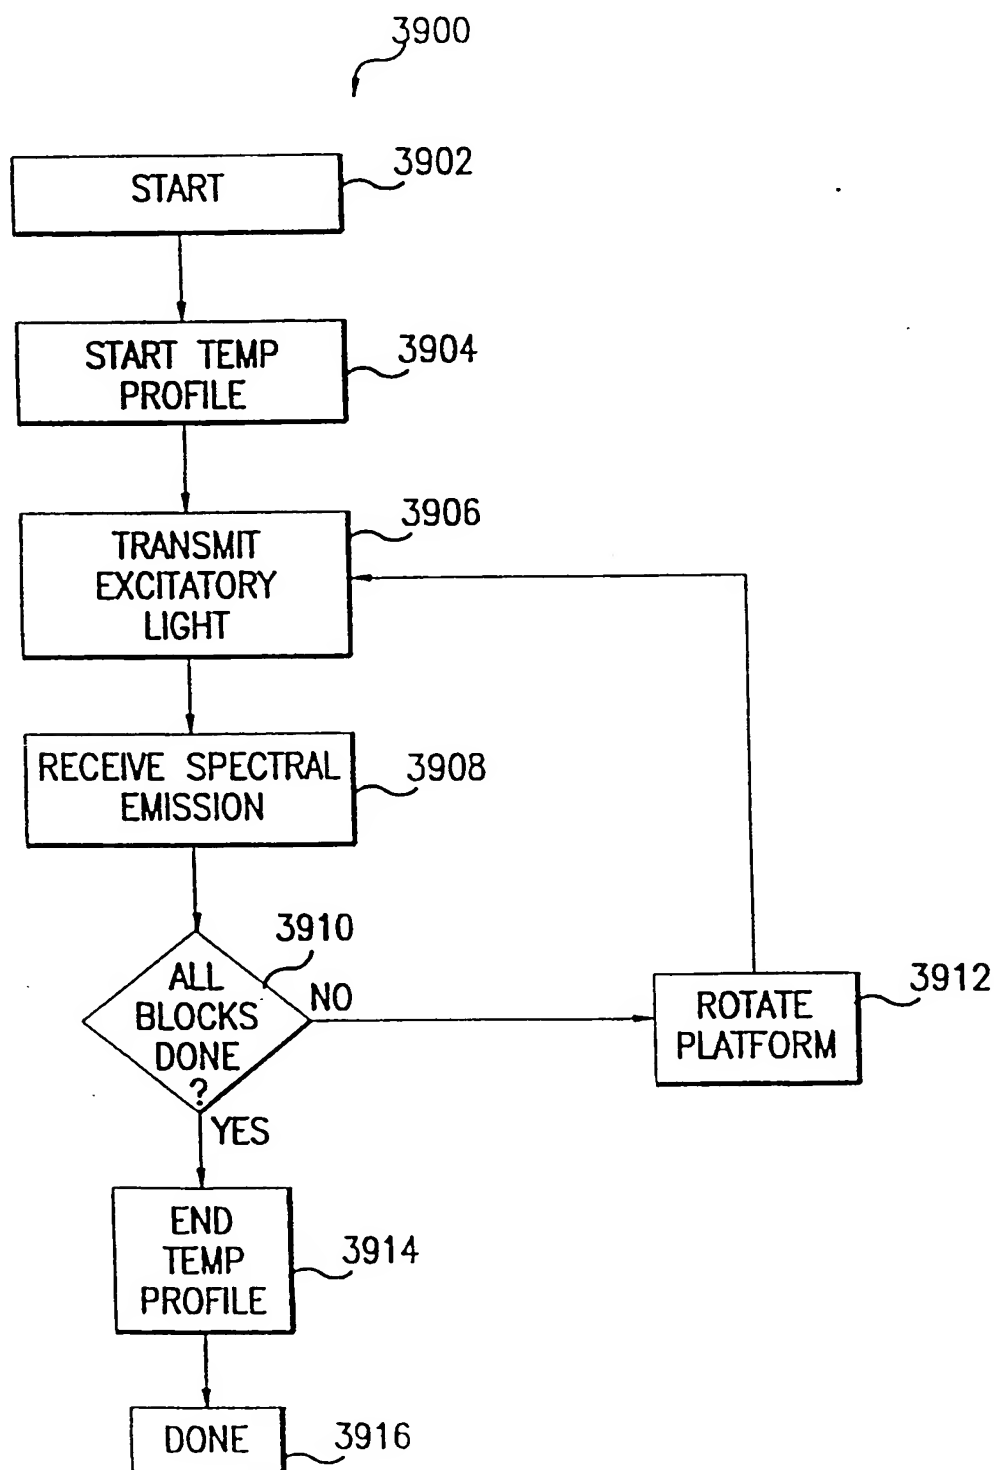 3900
START
3902
START TEMP
PROFILE
3904
TRANSMIT
EXCITATORY
LIGHT
3906
RECEIVE SPECTRAL
EMISSION
3908
ALL
BLOCKS
DONE
?
3910
NO
ROTATE
PLATFORM
3912
YES
END
TEMP
PROFILE
3914
DONE
3916